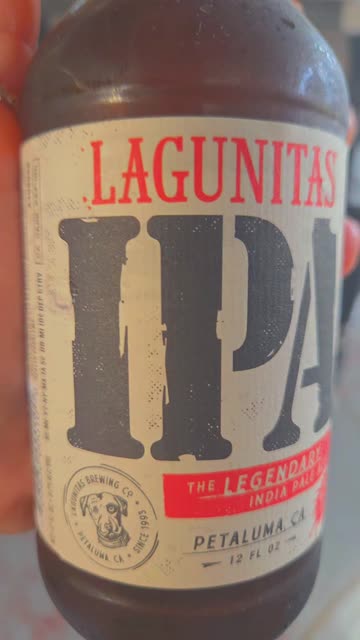 LAGUNITAS
IPA
THE LEGENDARY
INDIA PALE
PETALUMA, CA
12 FL OZ
LAGUNITAS BREWING CO.
PETALUMA, CA
SINCE 1993